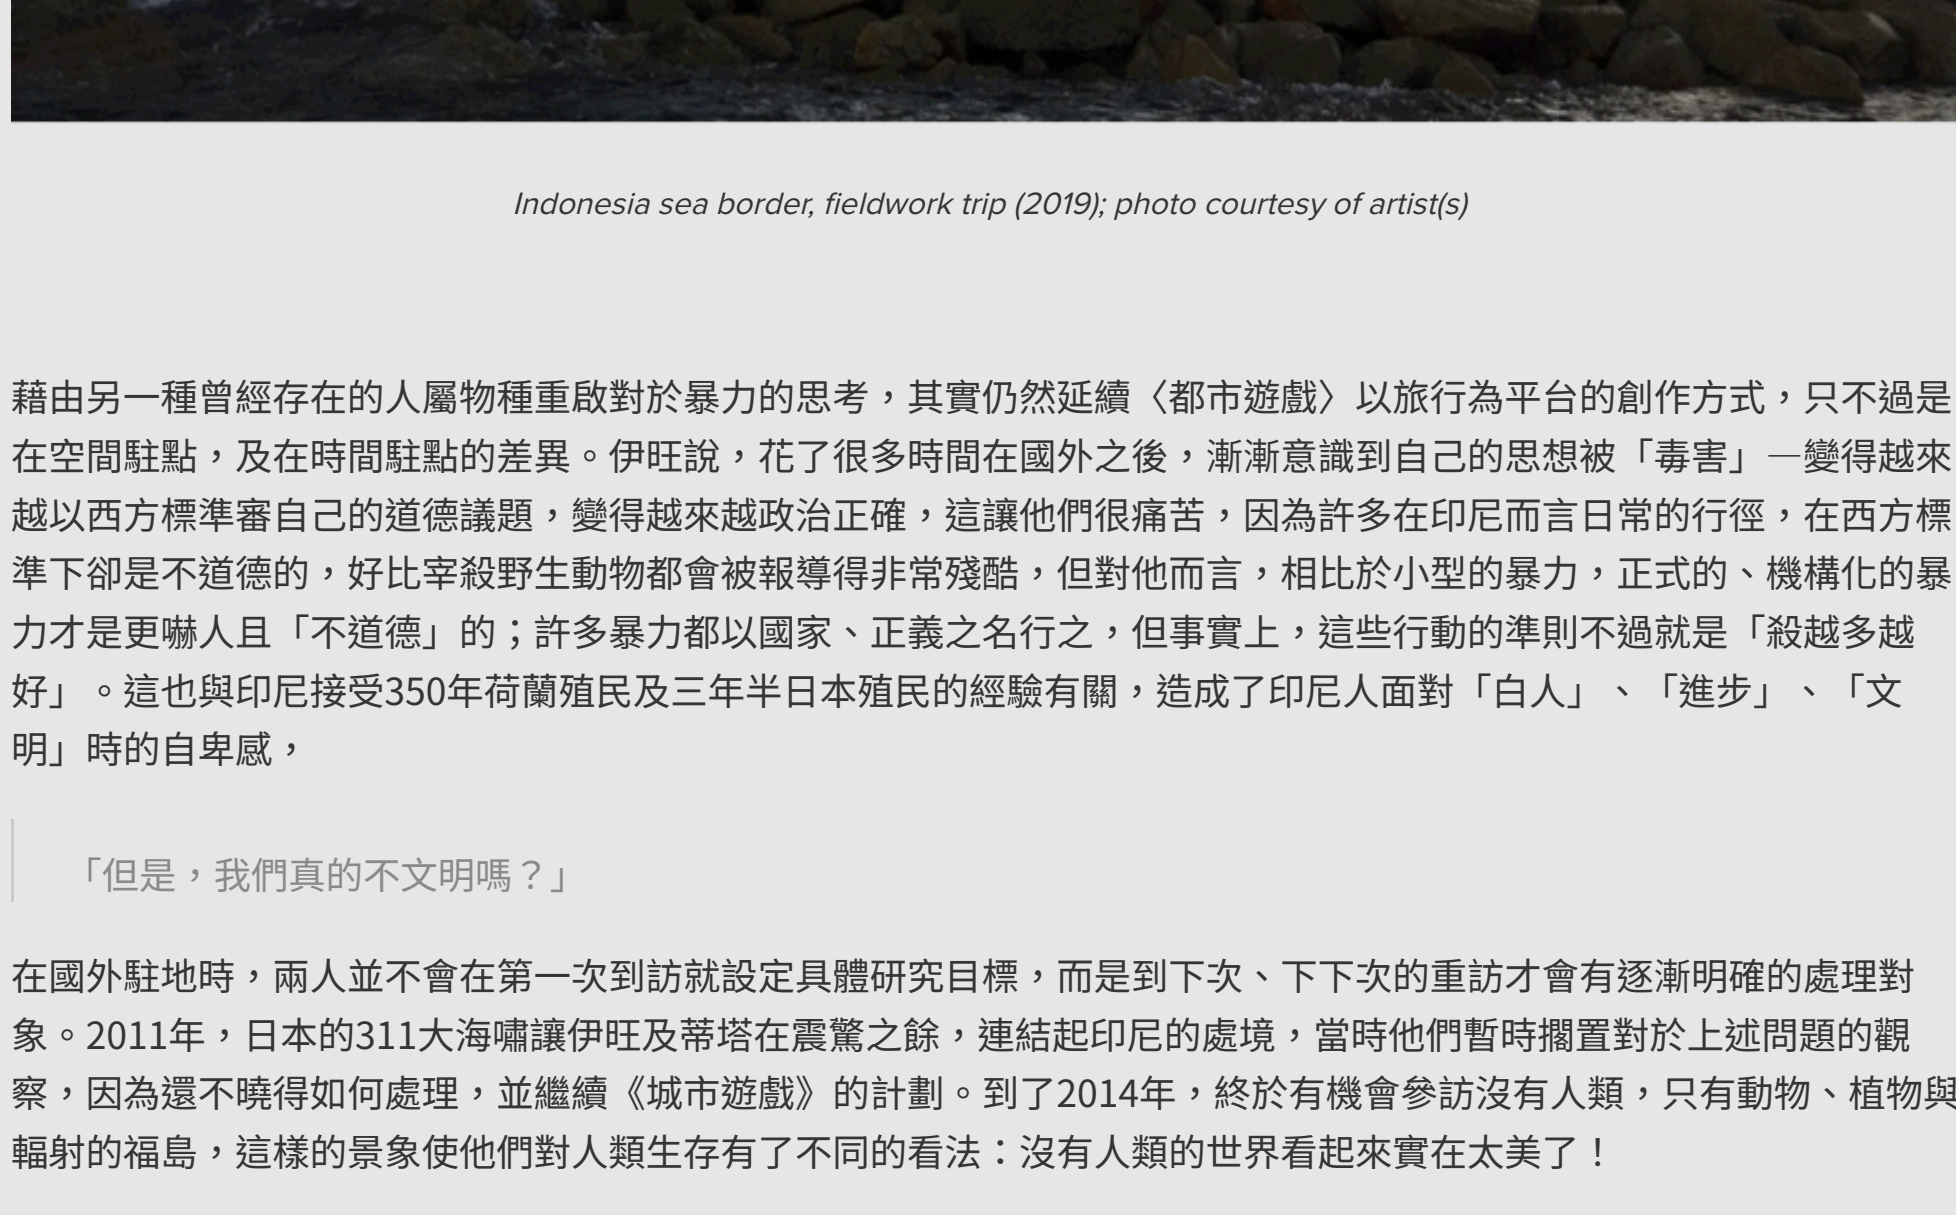 Indonesia sea border, fieldwork trip (2019); photo courtesy of artist(s)
藉由另一種曾經存在的人屬物種重啟對於暴力的思考，其實仍然延續〈都市遊戲〉以旅行為平台的創作方式，只不過是
在空間駐點，及在時間駐點的差異。伊旺說，花了很多時間在國外之後，漸漸意識到自己的思想被「毒害」—變得越來
越以西方標準審自己的道德議題，變得越來越政治正確，這讓他們很痛苦，因為許多在印尼而言日常的行徑，在西方標
準下卻是不道德的，好比宰殺野生動物都會被報導得非常殘酷，但對他而言，相比於小型的暴力，正式的、機構化的暴
力才是更嚇人且「不道德」的；許多暴力都以國家、正義之名行之，但事實上，這些行動的準則不過就是「殺越多越
好」。這也與印尼接受350年荷蘭殖民及三年半日本殖民的經驗有關，造成了印尼人面對「白人」、「進步」、「文
明」時的自卑感，
「但是，我們真的不文明嗎？」
在國外駐地時，兩人並不會在第一次到訪就設定具體研究目標，而是到下次、下下次的重訪才會有逐漸明確的處理對
象。2011年，日本的311大海嘯讓伊旺及蒂塔在震驚之餘，連結起印尼的處境，當時他們暫時擱置對於上述問題的觀
察，因為還不曉得如何處理，並繼續《城市遊戲》的計劃。到了2014年，終於有機會參訪沒有人類，只有動物、植物與
輻射的福島，這樣的景象使他們對人類生存有了不同的看法：沒有人類的世界看起來實在太美了！